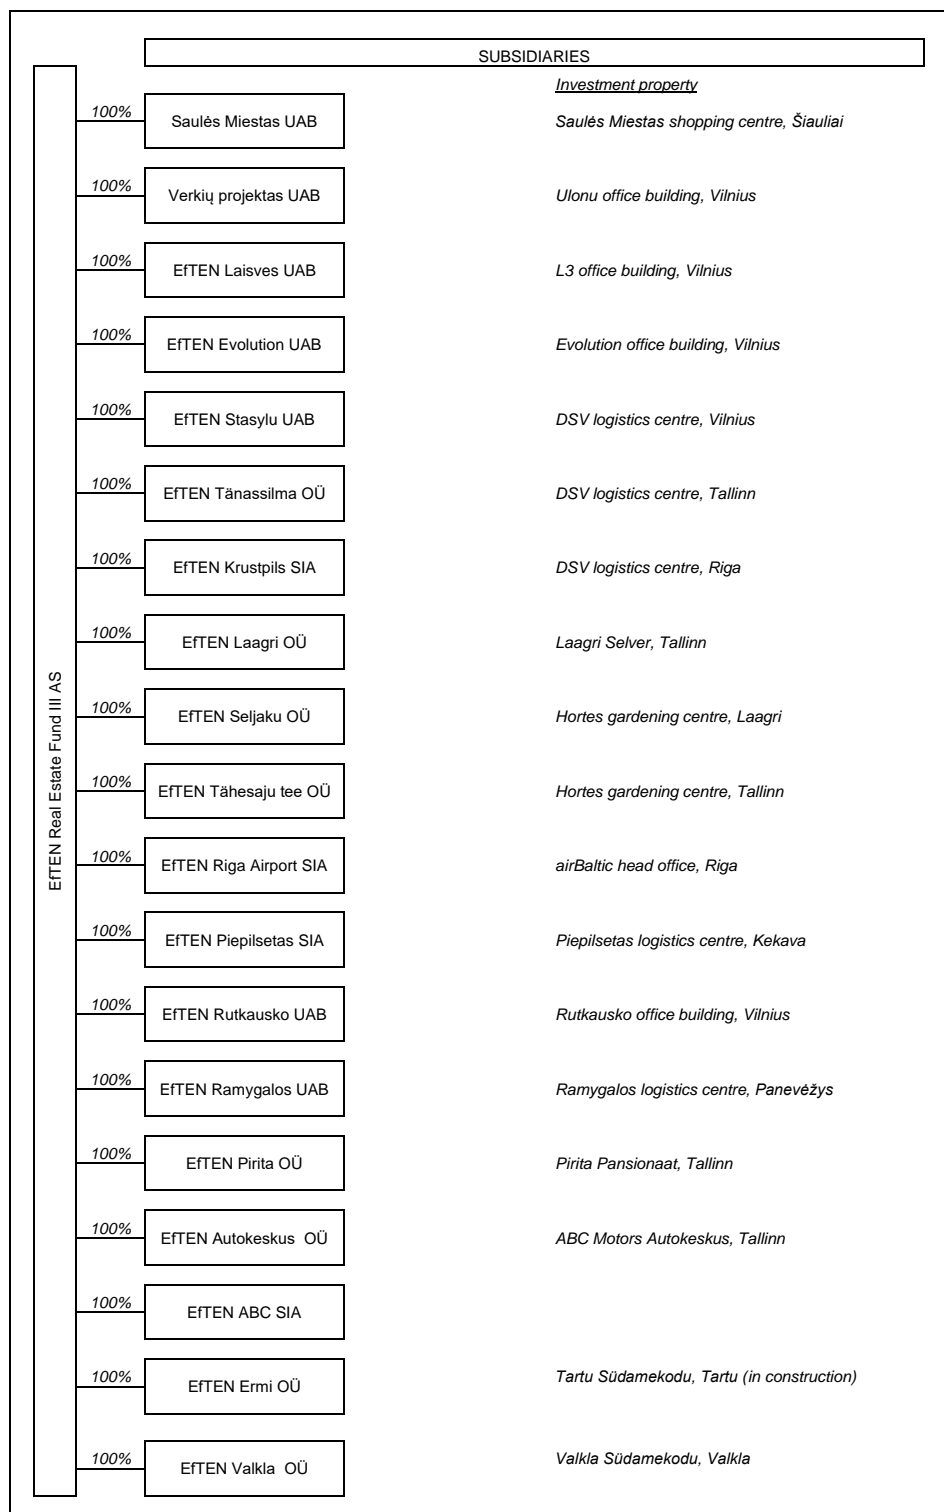 SUBSIDIARIES
EfTEN Real Estate Fund III AS
Investment property
100% Saulės Miestas UAB Saulės Miestas shopping centre, Šiauliai
100% Verkių projektas UAB Ulonu office building, Vilnius
100% EfTEN Laisves UAB L3 office building, Vilnius
100% EfTEN Evolution UAB Evolution office building, Vilnius
100% EfTEN Stasylu UAB DSV logistics centre, Vilnius
100% EfTEN Tänassilma OÜ DSV logistics centre, Tallinn
100% EfTEN Krustpils SIA DSV logistics centre, Riga
100% EfTEN Laagri OÜ Laagri Selver, Tallinn
100% EfTEN Seljaku OÜ Hortes gardening centre, Laagri
100% EfTEN Tähesaju tee OÜ Hortes gardening centre, Tallinn
100% EfTEN Riga Airport SIA airBaltic head office, Riga
100% EfTEN Piepilsetas SIA Piepilsetas logistics centre, Kekava
100% EfTEN Rutkausko UAB Rutkausko office building, Vilnius
100% EfTEN Ramygalos UAB Ramygalos logistics centre, Panevėžys
100% EfTEN Pirita OÜ Pirita Pansionaat, Tallinn
100% EfTEN Autokeskus OÜ ABC Motors Autokeskus, Tallinn
100% EfTEN ABC SIA
100% EfTEN Ermi OÜ Tartu Südamekodu, Tartu (in construction)
100% EfTEN Valkla OÜ Valkla Südamekodu, Valkla